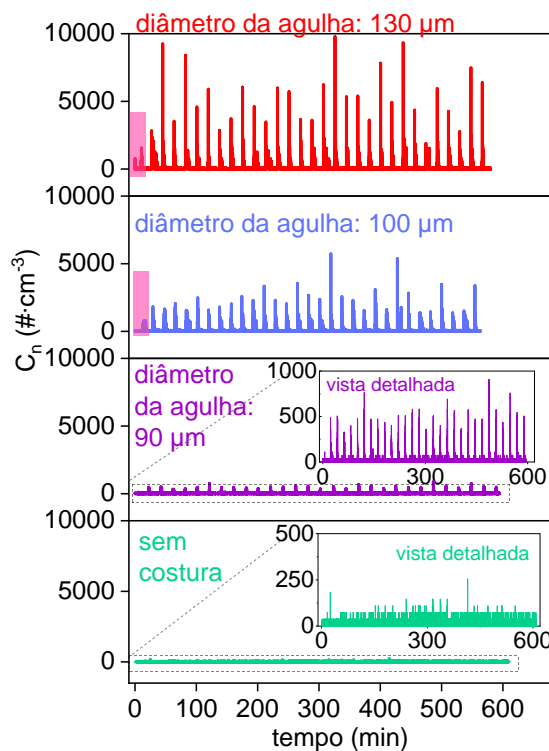 diâmetro da agulha: 130 µm
10000
5000
0
10000
diâmetro da agulha: 100 µm
5000
0
Cn (#·cm-3)
10000
diâmetro
da agulha:
90 µm
5000
0
1000
vista detalhada
500
0
0 300 600
10000
sem
costura
5000
0
500
vista detalhada
250
0
0 300 600
0 100 200 300 400 500 600
tempo (min)